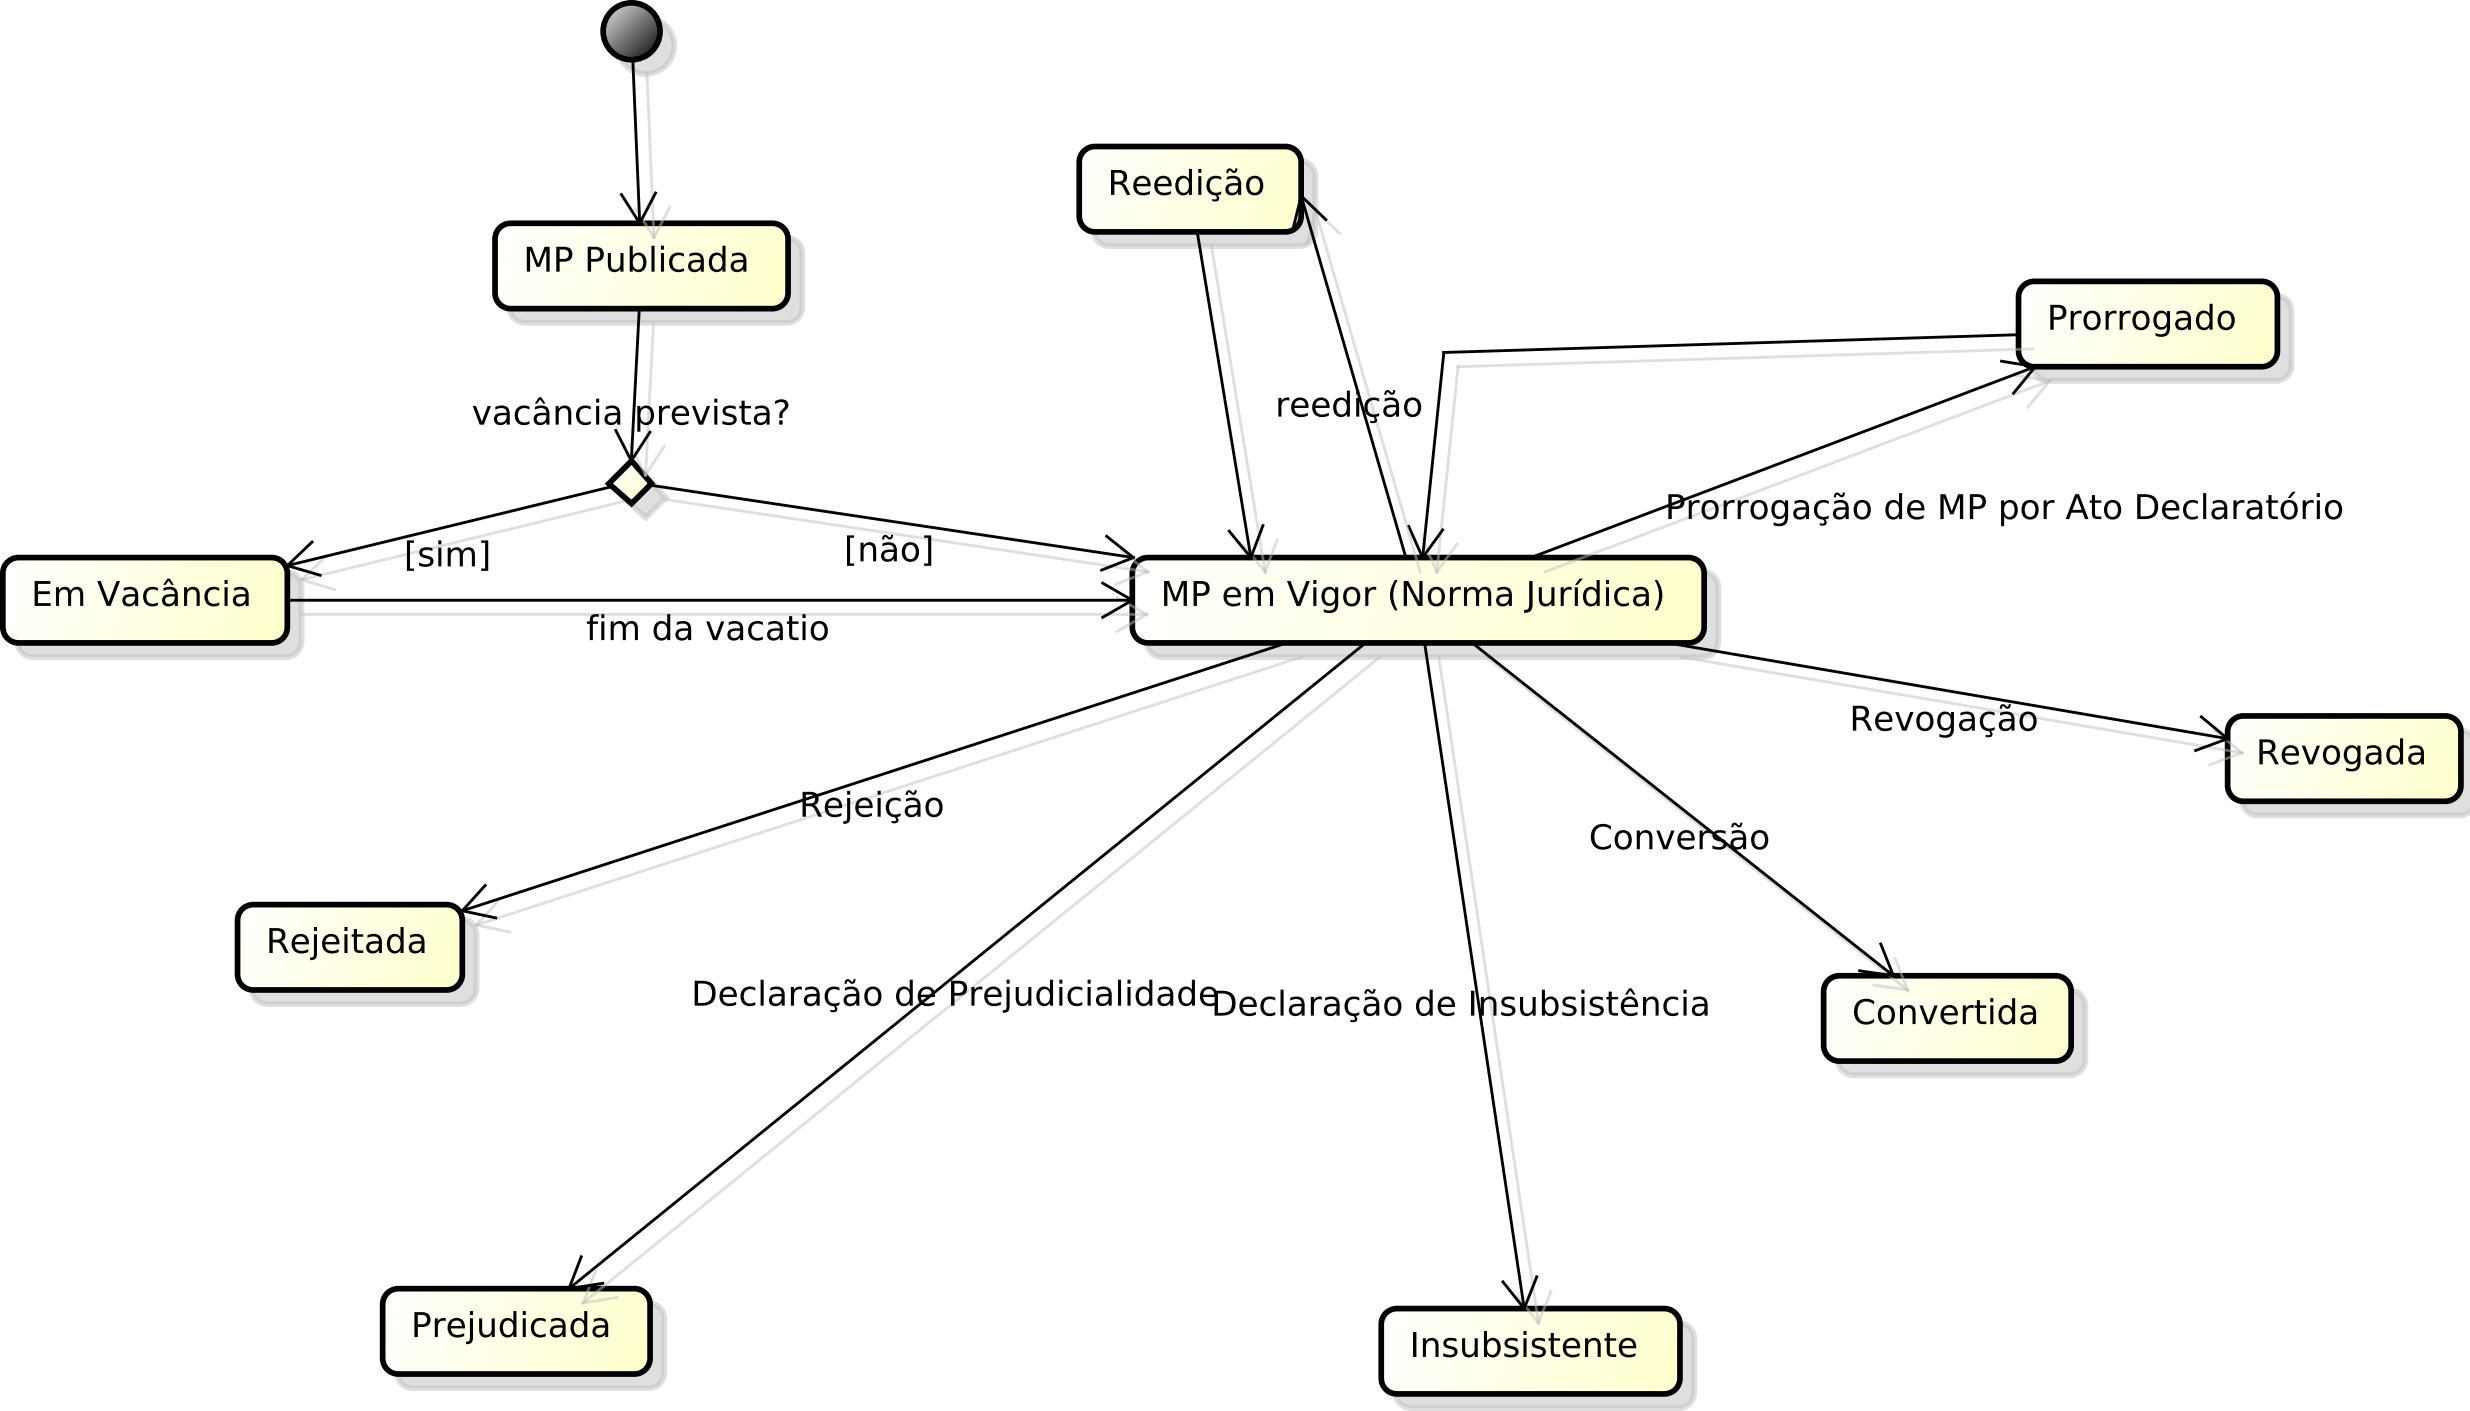 Reedição
MP Publicada
Prorrogado
reedição
vacância prevista?
Prorrogação de MP por Ato Declaratório
[sim]
[não]
Em Vacância
MP em Vigor (Norma Jurídica)
fim da vacatio
Revogação
Revogada
Rejeição
Conversão
Rejeitada
Declaração de Prejudicialidade
Declaração de Insubsistência
Convertida
Prejudicada
Insubsistente